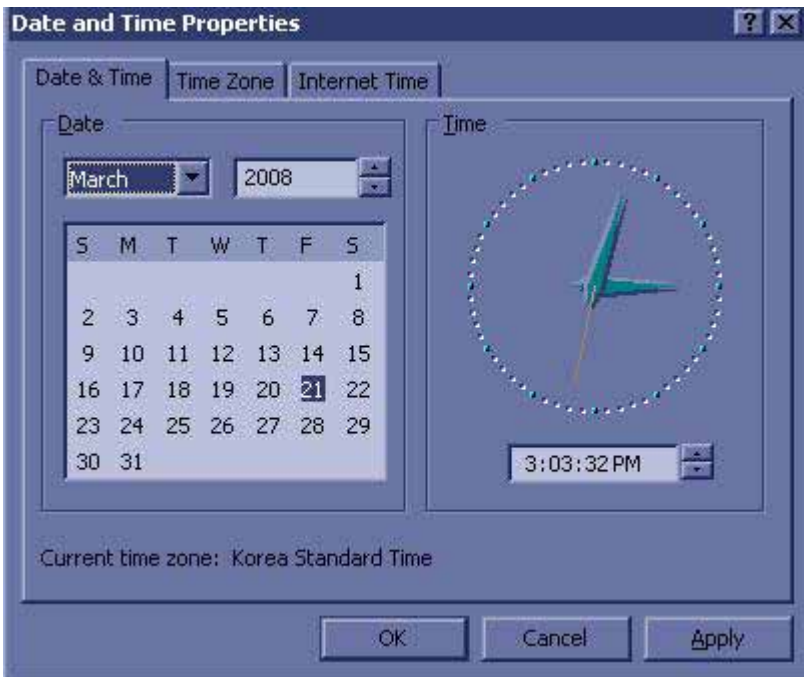 Date and Time Properties
Date & Time Time Zone Internet Time
Date
March 2008
S M T W T F S
1
2 3 4 5 6 7 8
9 10 11 12 13 14 15
16 17 18 19 20 21 22
23 24 25 26 27 28 29
30 31
Time
3:03:32 PM
Current time zone: Korea Standard Time
OK Cancel Apply